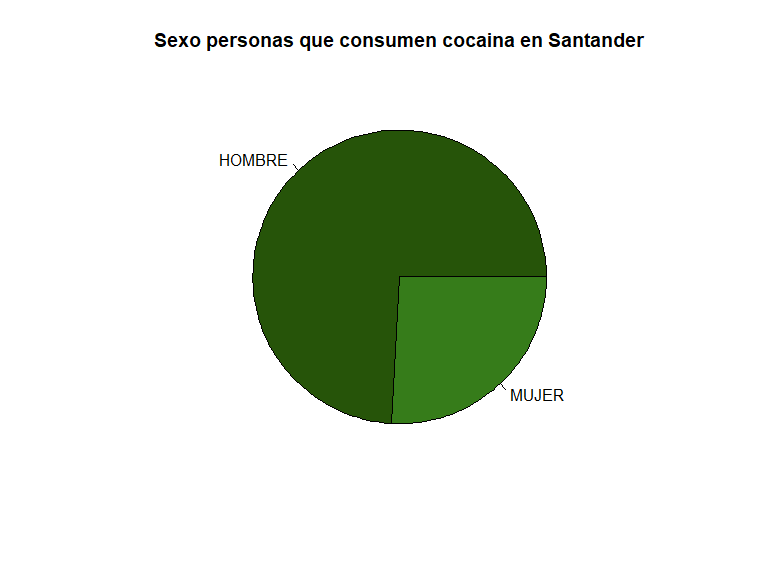 Sexo personas que consumen cocaina en Santander
HOMBRE
MUJER